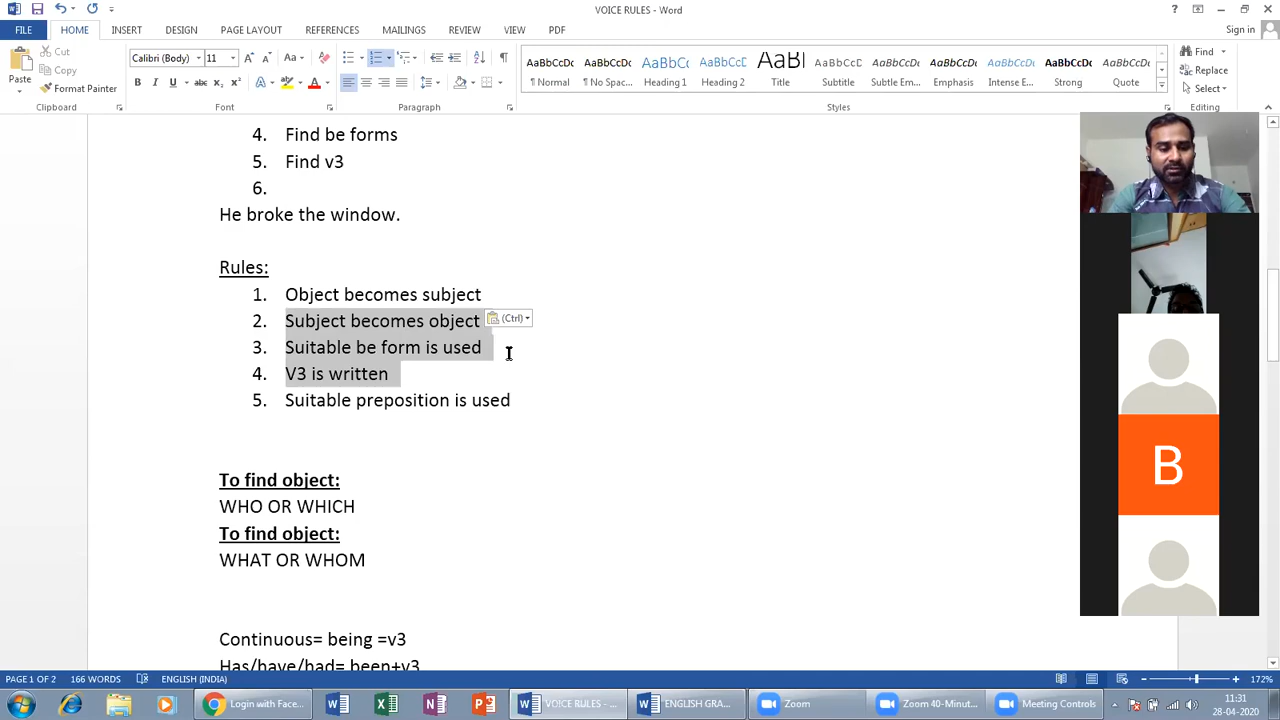 VOICE RULES - Word
FILE HOME INSERT DESIGN PAGE LAYOUT REFERENCES MAILINGS REVIEW VIEW PDF Sign in
Paste
Cut
Copy
Format Painter
Calibri (Body) 11
B I U abc x₂ x²
AaBbCcDc ¶ Normal
AaBbCcDc ¶ No Spac...
AaBbC Heading 1
AaBbCcD Heading 2
AaBl Title
AaBbCcD Subtitle
AaBbCcDc Subtle Em...
AaBbCcDc Emphasis
AaBbCcDc Intense E...
AaBbCcDc Strong
AaBbCcDc Quote
Find
Replace
Select
Clipboard Font Paragraph Styles Editing
4. Find be forms
5. Find v3
6.
He broke the window.
Rules:
1. Object becomes subject
2. Subject becomes object (Ctrl)
3. Suitable be form is used
4. V3 is written
5. Suitable preposition is used
To find object:
WHO OR WHICH
To find object:
WHAT OR WHOM
Continuous= being =v3
Has/have/had= been+v3
B
PAGE 1 OF 2 166 WORDS ENGLISH (INDIA) 172%
Login with Face... VOICE RULES - ... ENGLISH GRA... Zoom Zoom 40-Minut... Meeting Controls 11:31
28-04-2020